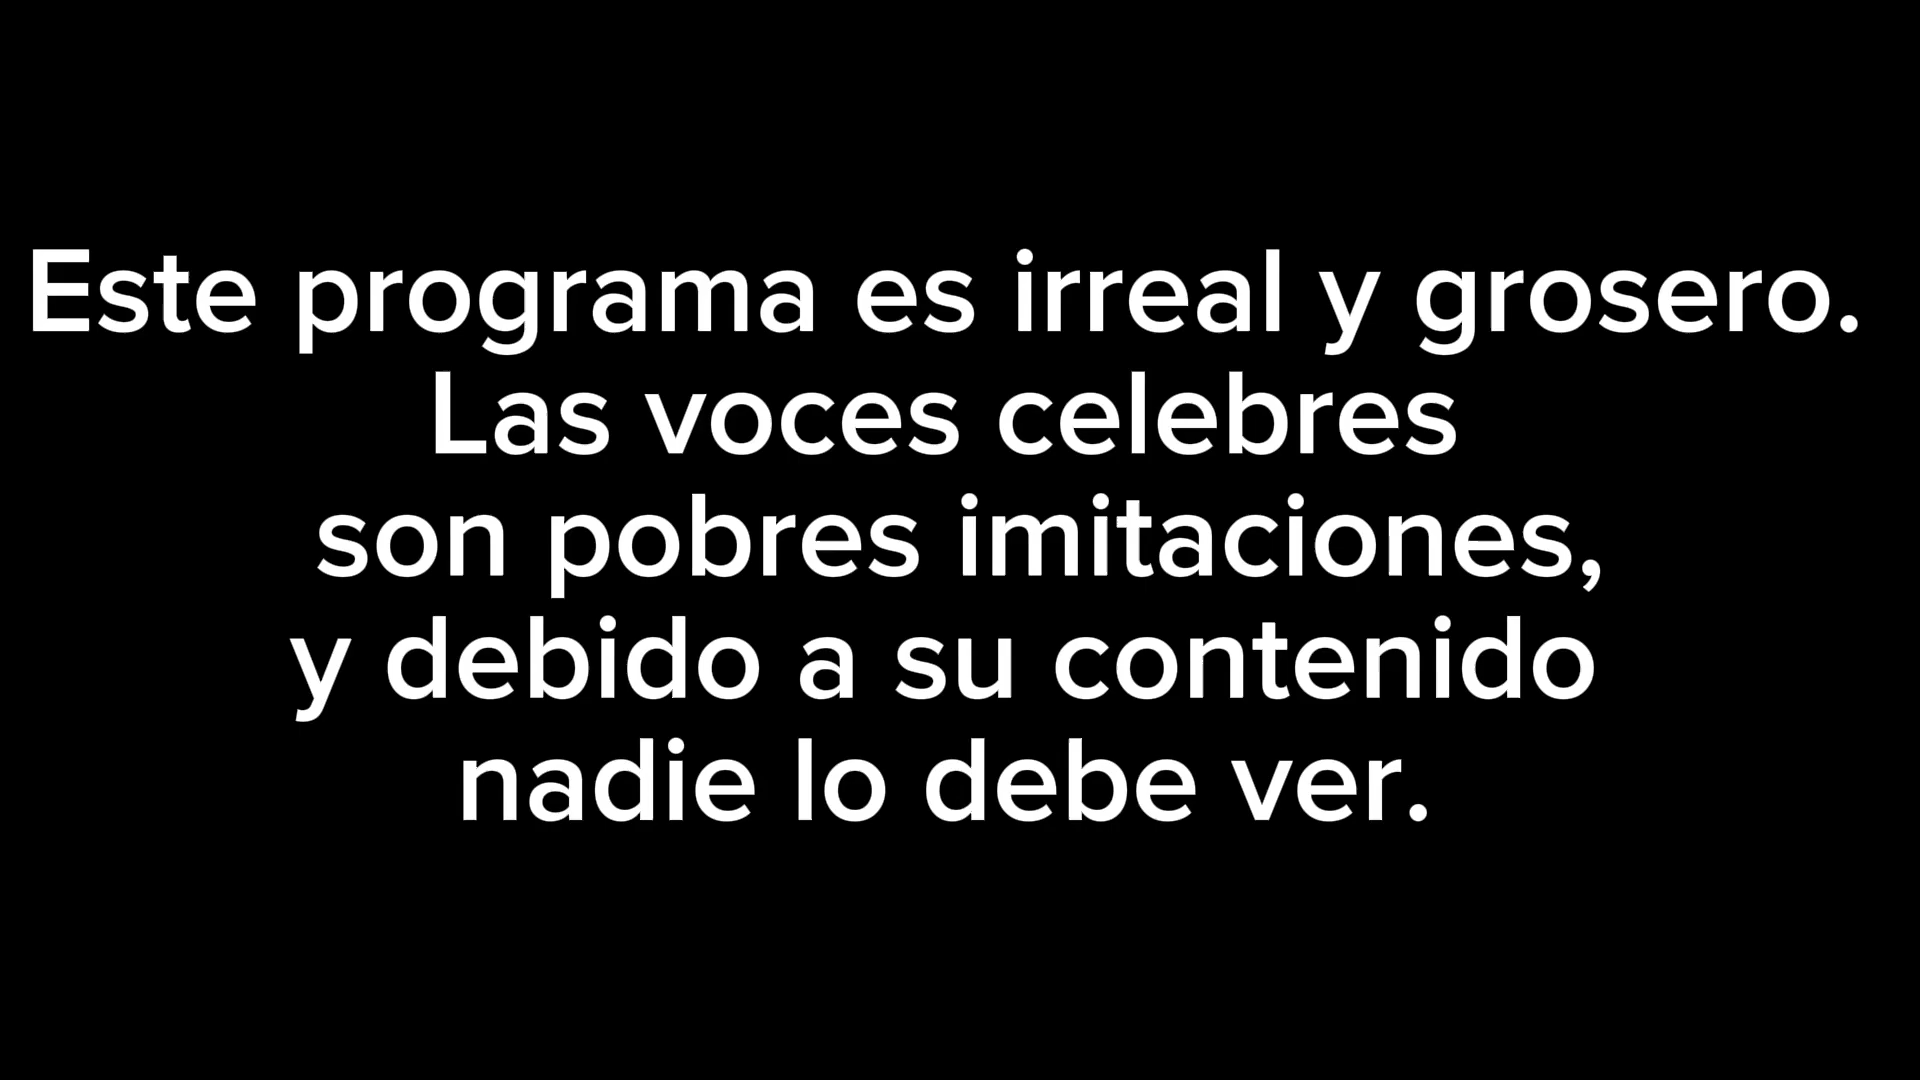 Este programa es irreal y grosero.
Las voces celebres
son pobres imitaciones,
y debido a su contenido
nadie lo debe ver.